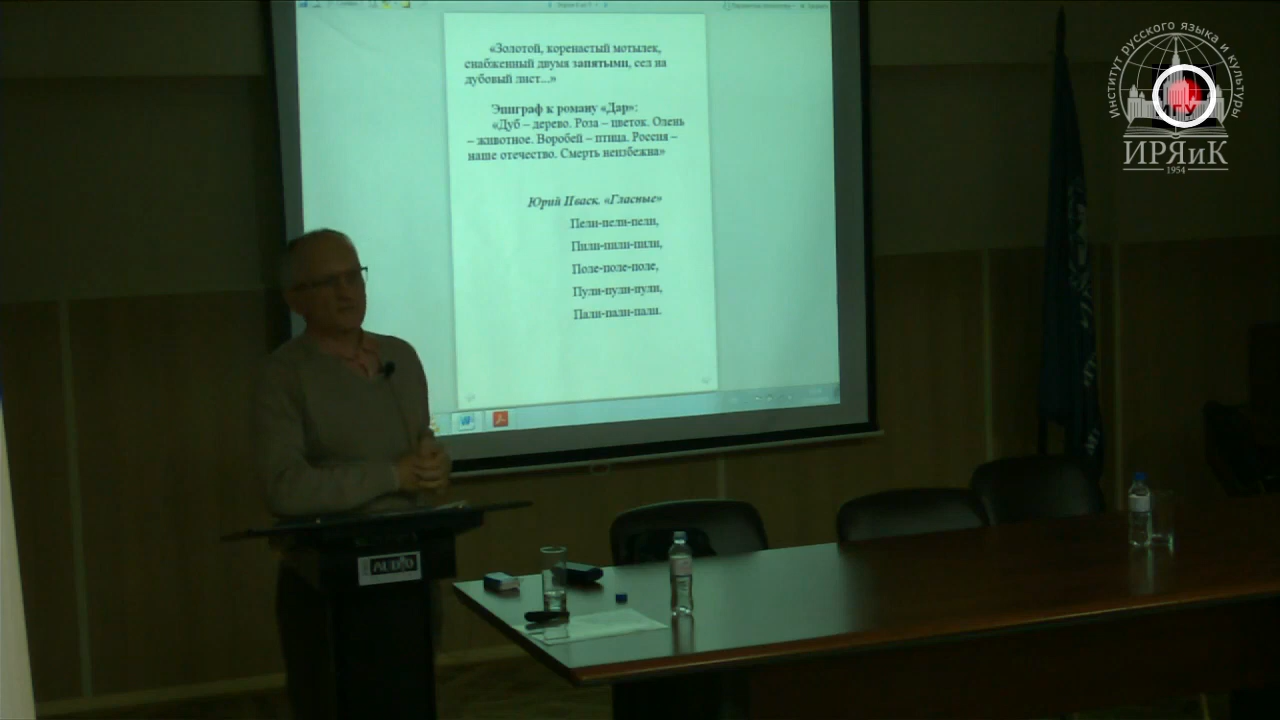 «Золотой, коренастый мотылек,
снабженный двумя запятыми, сел на
дубовый лист...»
Эпиграф к роману «Дар»:
«Дуб – дерево. Роза – цветок. Олень
– животное. Воробей – птица. Россия –
наше отечество. Смерть неизбежна»
Юрий Иваск. «Гласные»
Пели-пели-пели,
Пили-пили-пили,
Поле-поле-поле,
Пули-пули-пули,
Пали-пали-пали.
AUDIO
Институт русского языка и культуры
МГУ
ИРЯиК
1954